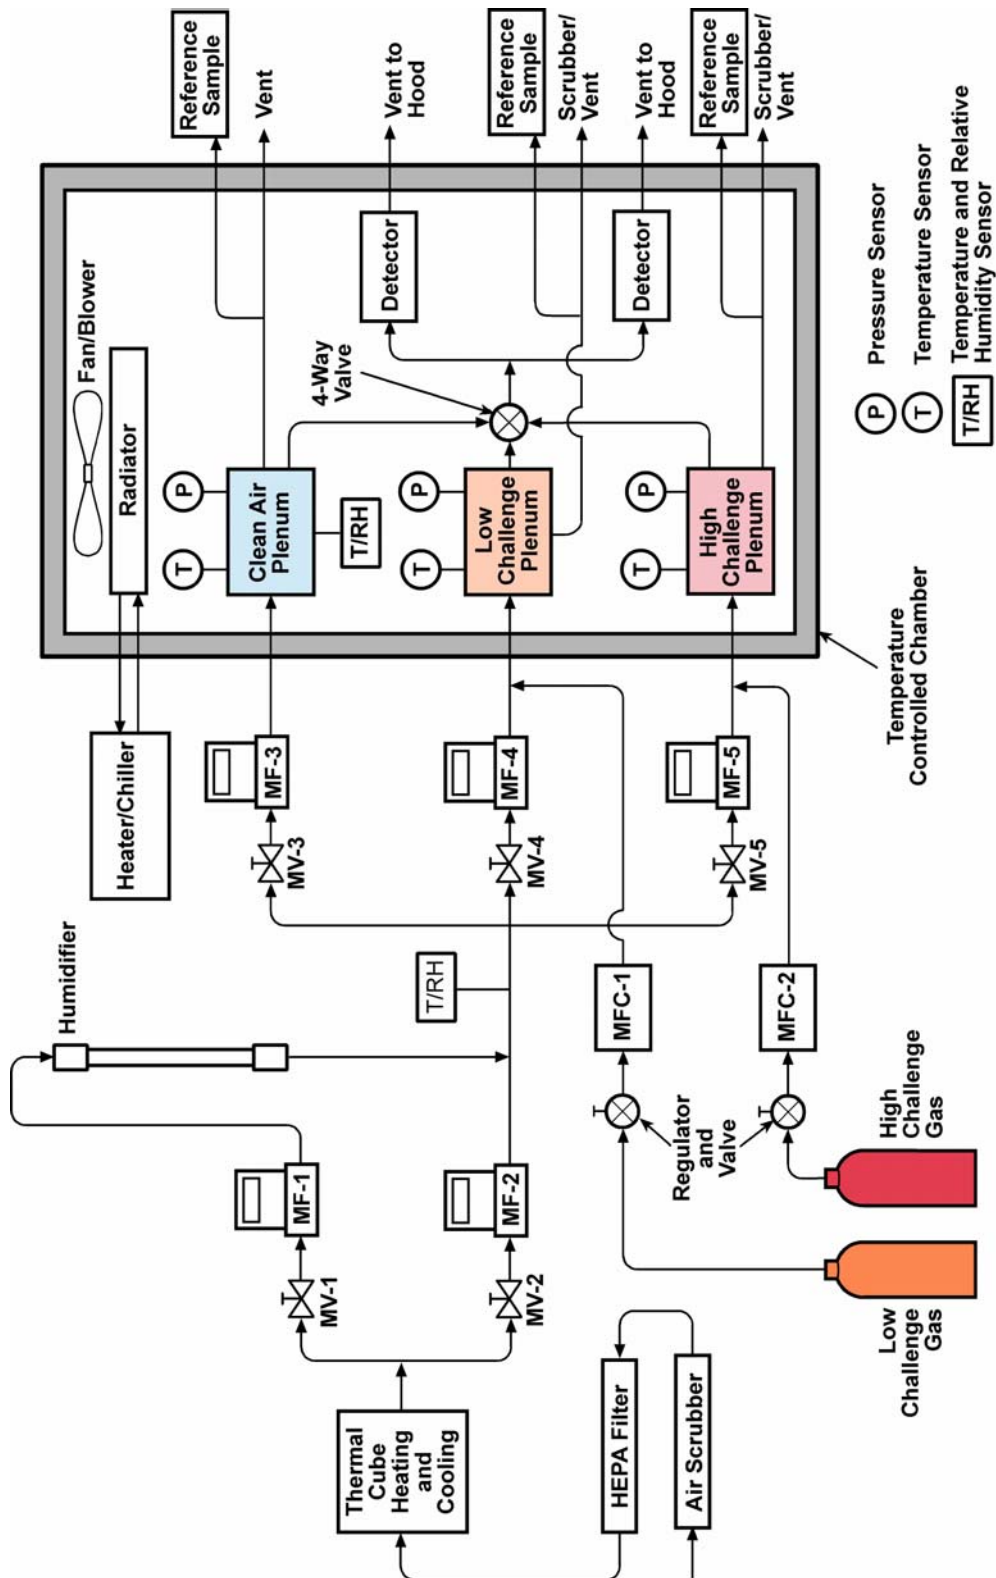 Reference
Sample
Vent
Vent to
Hood
Reference
Sample
Scrubber/
Vent
Vent to
Hood
Reference
Sample
Scrubber/
Vent
Fan/Blower
Radiator
Heater/Chiller
Detector
Detector
4-Way
Valve
P
T
Clean Air
Plenum
T/RH
P
T
Low
Challenge
Plenum
P
T
High
Challenge
Plenum
Temperature
Controlled Chamber
MF-3
MV-3
MF-4
MV-4
MF-5
MV-5
T/RH
Humidifier
MF-1
MV-1
MF-2
MV-2
MFC-1
MFC-2
Regulator
and
Valve
High
Challenge
Gas
Low
Challenge
Gas
Thermal
Cube
Heating
and
Cooling
HEPA Filter
Air Scrubber
P
Pressure Sensor
T
Temperature Sensor
T/RH
Temperature and Relative
Humidity Sensor